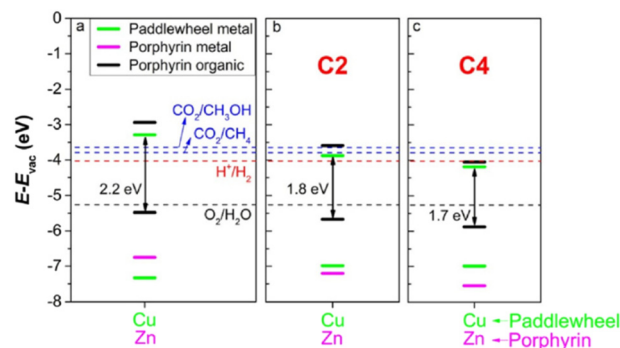 E-Evac (eV)
0
-1
-2
-3
-4
-5
-6
-7
-8
a
Paddlewheel metal
Porphyrin metal
Porphyrin organic
CO2/CH3OH
CO2/CH4
H+/H2
2.2 eV
O2/H2O
b
C2
1.8 eV
c
C4
1.7 eV
Cu
Zn
Cu
Zn
Cu
Zn
Paddlewheel
Porphyrin